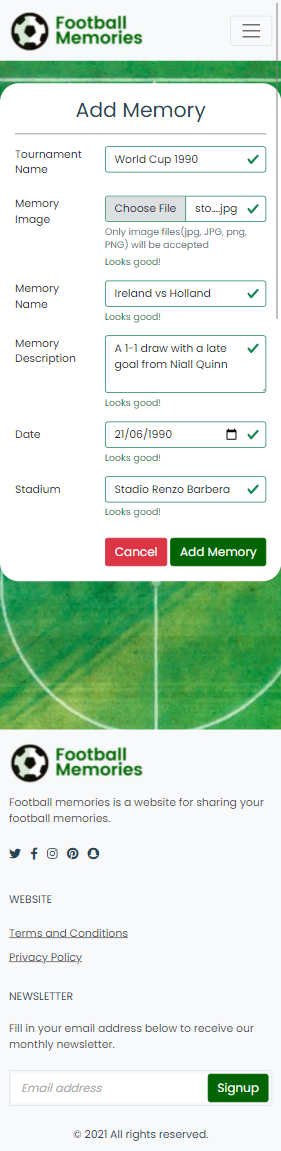 Football
Memories
Add Memory
Tournament
Name
World Cup 1990
Memory
Image
Choose File sto....jpg
Only image files(jpg, JPG, png,
PNG) will be accepted
Looks good!
Memory
Name
Ireland vs Holland
Looks good!
Memory
Description
A 1-1 draw with a late
goal from Niall Quinn
Looks good!
Date
21/06/1990
Looks good!
Stadium
Stadio Renzo Barbera
Looks good!
Cancel Add Memory
Football
Memories
Football memories is a website for sharing your
football memories.
WEBSITE
Terms and Conditions
Privacy Policy
NEWSLETTER
Fill in your email address below to receive our
monthly newsletter.
Email address Signup
© 2021 All rights reserved.